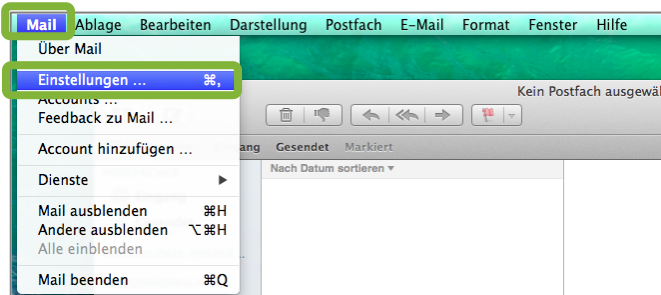 Mail Ablage Bearbeiten Darstellung Postfach E-Mail Format Fenster Hilfe
Über Mail
Einstellungen ... ⌘,
Accounts ...
Feedback zu Mail ...
Account hinzufügen ...
Dienste ▶
Mail ausblenden ⌘H
Andere ausblenden ⌥⌘H
Alle einblenden
Mail beenden ⌘Q
Kein Postfach
Gesendet Markiert
Nach Datum sortieren ▾